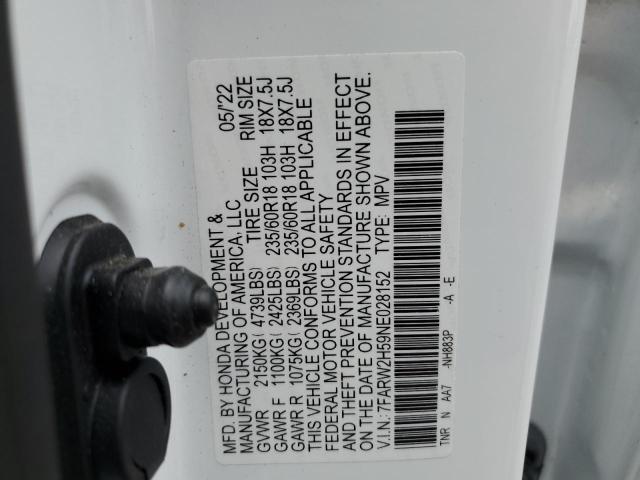 MFD. BY HONDA DEVELOPMENT & 05/'22
MANUFACTURING OF AMERICA, LLC
TIRE SIZE RIM SIZE
GVWR 2150KG( 4739LBS)
GAWR F 1100KG( 2425LBS) 235/60R18 103H 18X7.5J
GAWR R 1075KG( 2369LBS) 235/60R18 103H 18X7.5J
THIS VEHICLE CONFORMS TO ALL APPLICABLE
FEDERAL MOTOR VEHICLE SAFETY
AND THEFT PREVENTION STANDARDS IN EFFECT
ON THE DATE OF MANUFACTURE SHOWN ABOVE.
V.I.N.: 7FARW2H59NE028152 TYPE: MPV
TNR N AA7 -NH883P -A -E